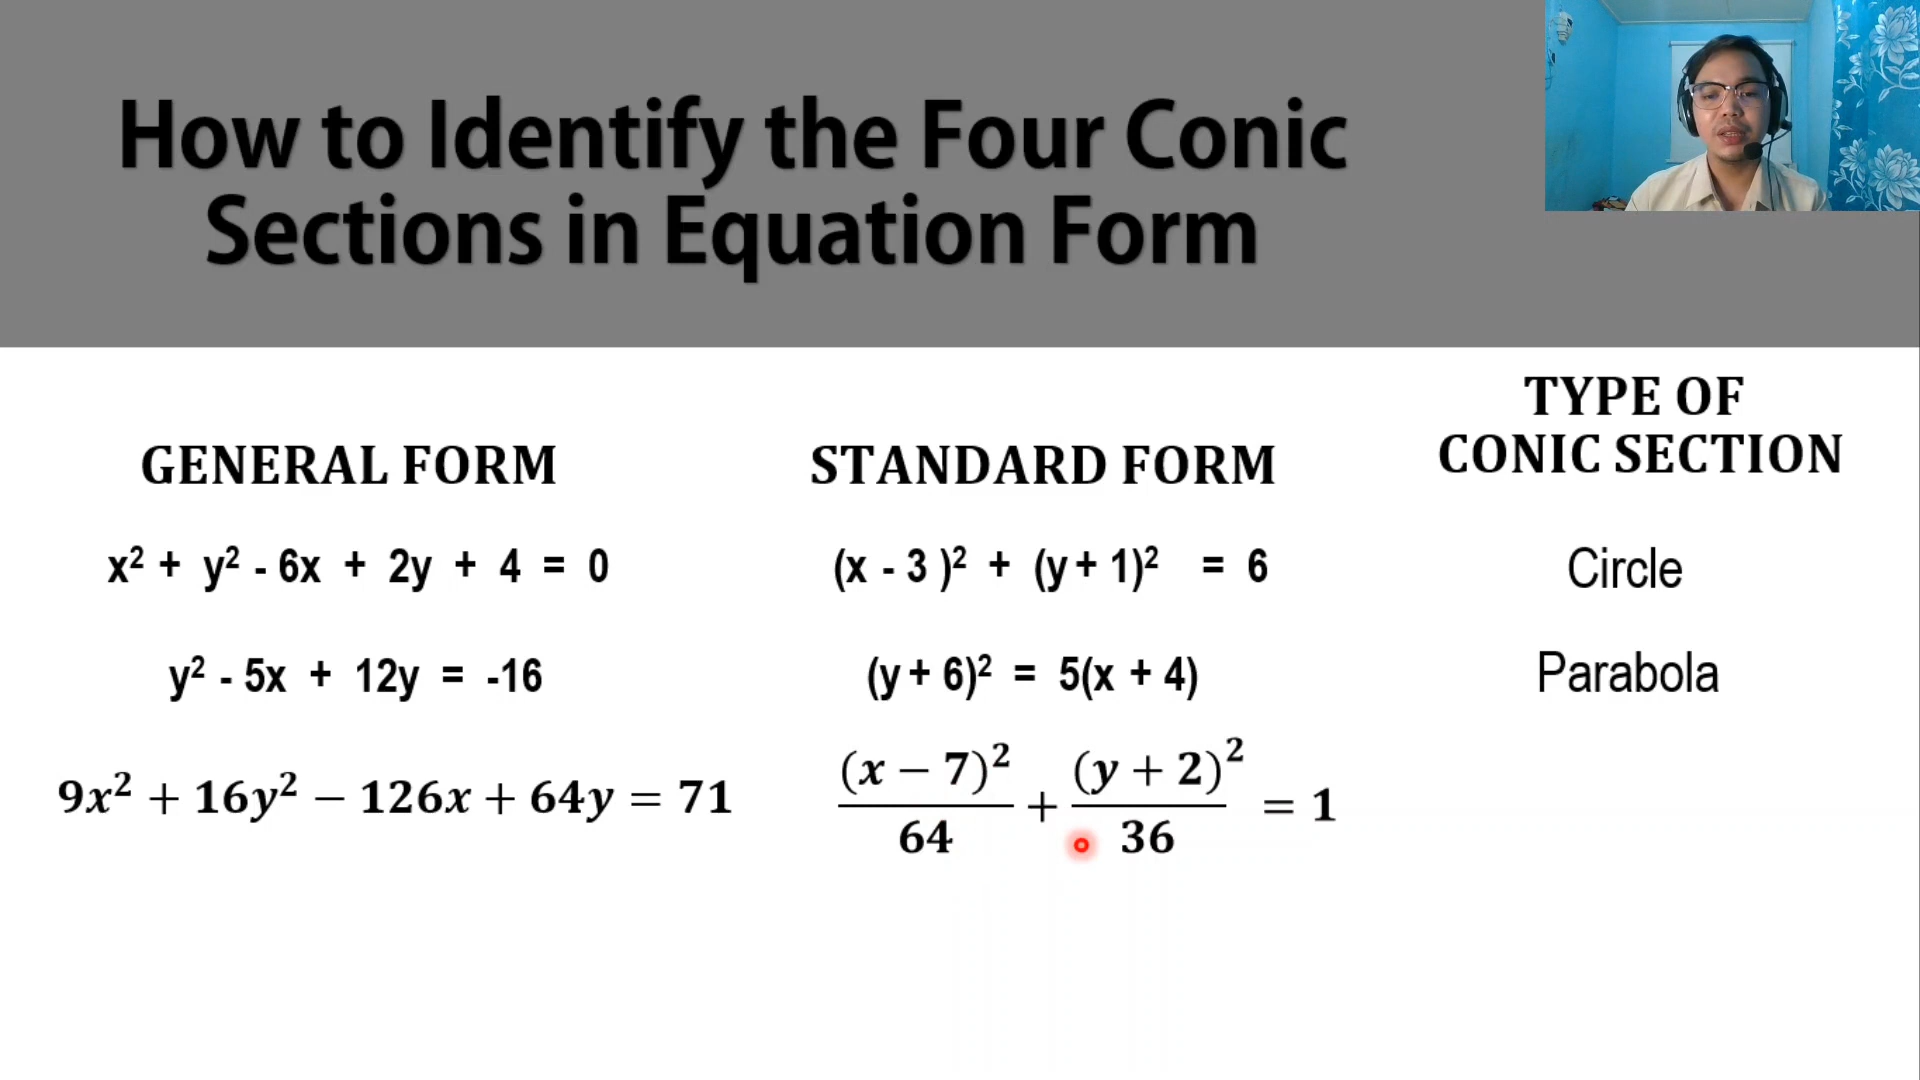 How to Identify the Four Conic
Sections in Equation Form
GENERAL FORM
STANDARD FORM
TYPE OF
CONIC SECTION
x² + y² - 6x + 2y + 4 = 0
(x - 3 )² + (y + 1)² = 6
Circle
y² - 5x + 12y = -16
(y + 6)² = 5(x + 4)
Parabola
9x² + 16y² − 126x + 64y = 71
(x − 7)²/64 + (y + 2)²/36 = 1